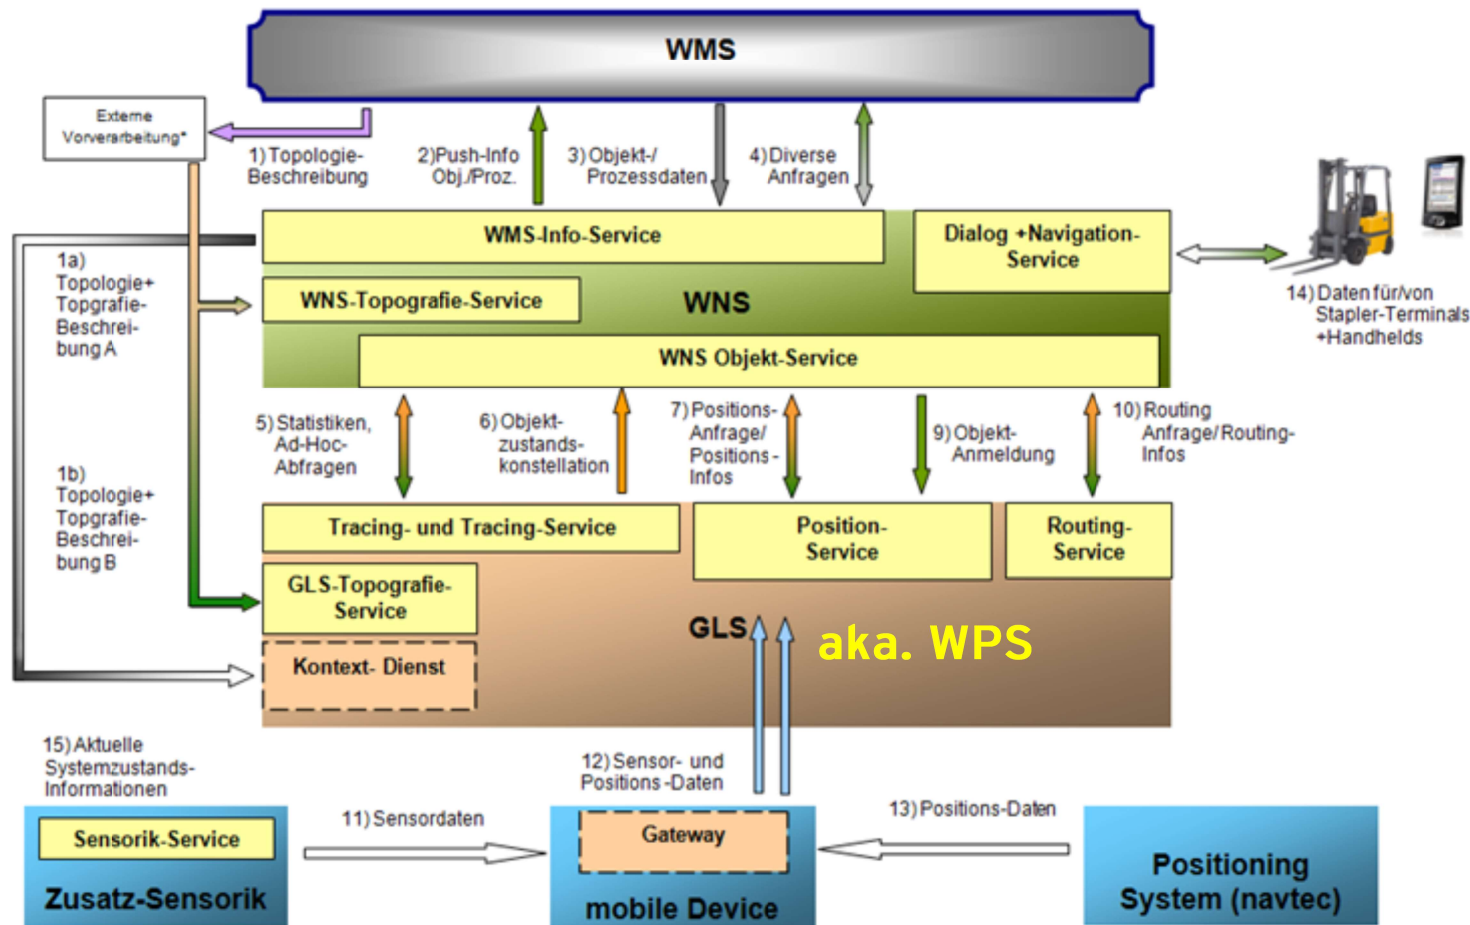 WMS
Externe
Vorverarbeitung*
1) Topologie-
Beschreibung
2)Push-Info
Obj./Proz.
3) Objekt-/
Prozessdaten
4) Diverse
Anfragen
WMS-Info-Service
Dialog +Navigation-
Service
1a)
Topologie+
Topgrafie-
Beschrei-
bung A
WNS-Topografie-Service
WNS
14) Daten für/von
Stapler-Terminals
+Handhelds
WNS Objekt-Service
5) Statistiken,
Ad-Hoc-
Abfragen
6) Objekt-
zustands-
konstellation
7) Positions-
Anfrage/
Positions-
Infos
9) Objekt-
Anmeldung
10) Routing
Anfrage/Routing-
Infos
1b)
Topologie+
Topgrafie-
Beschrei-
bung B
Tracing- und Tracing-Service
Position-
Service
Routing-
Service
GLS-Topografie-
Service
GLS
aka. WPS
Kontext- Dienst
15) Aktuelle
Systemzustands-
Informationen
12) Sensor- und
Positions-Daten
11) Sensordaten
13) Positions-Daten
Sensorik-Service
Zusatz-Sensorik
Gateway
mobile Device
Positioning
System (navtec)